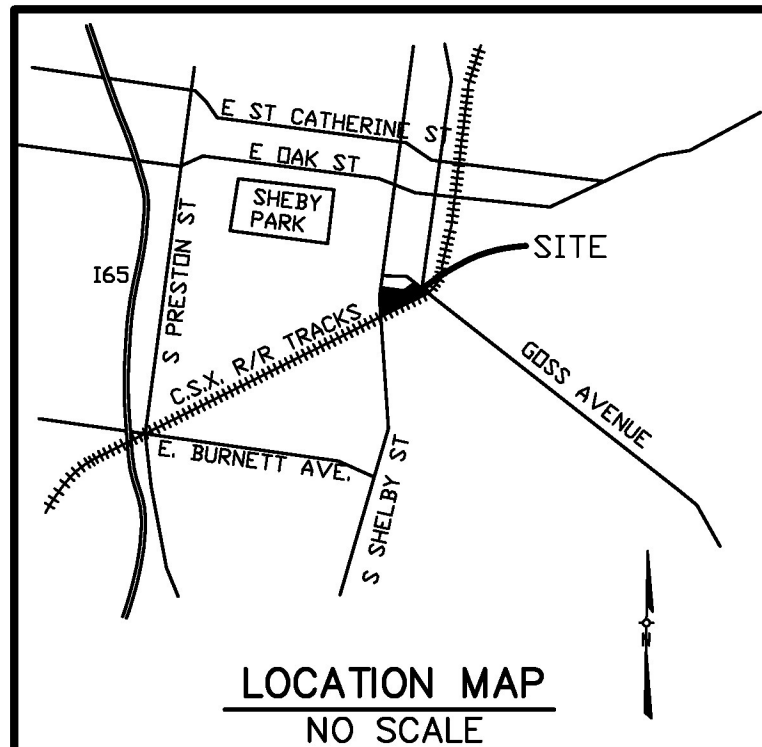 E ST CATHERINE ST
E OAK ST
SHEBY
PARK
SITE
I65
S PRESTON ST
C.S.X. R/R TRACKS
GOSS AVENUE
E. BURNETT AVE.
S SHELBY ST
N
LOCATION MAP
NO SCALE